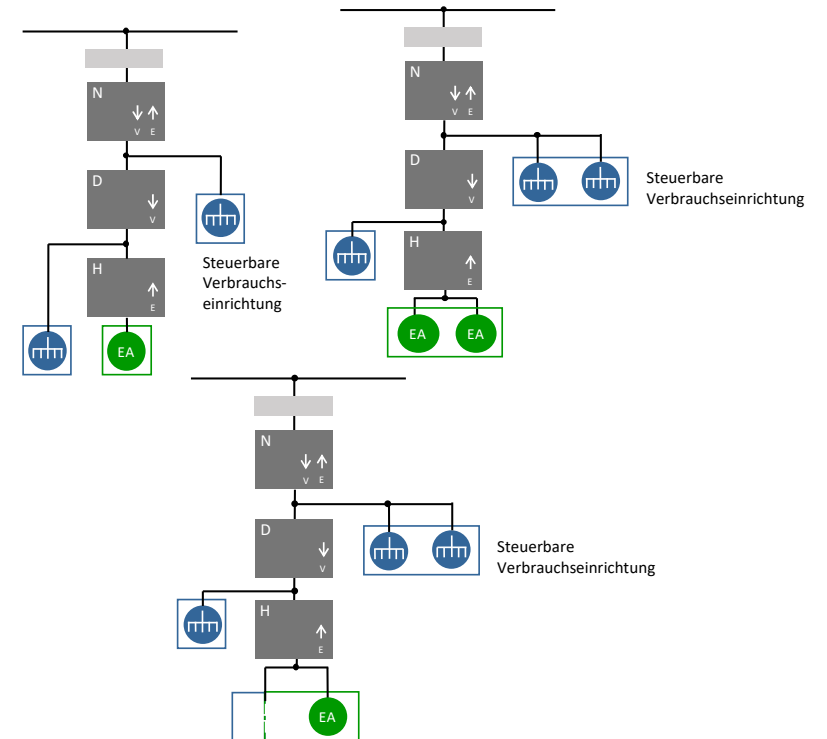 N
V E
D
V
Steuerbare
Verbrauchs-
einrichtung
H
E
EA
N
V E
D
V
Steuerbare
Verbrauchseinrichtung
H
E
EA EA
N
V E
D
V
Steuerbare
Verbrauchseinrichtung
H
E
EA